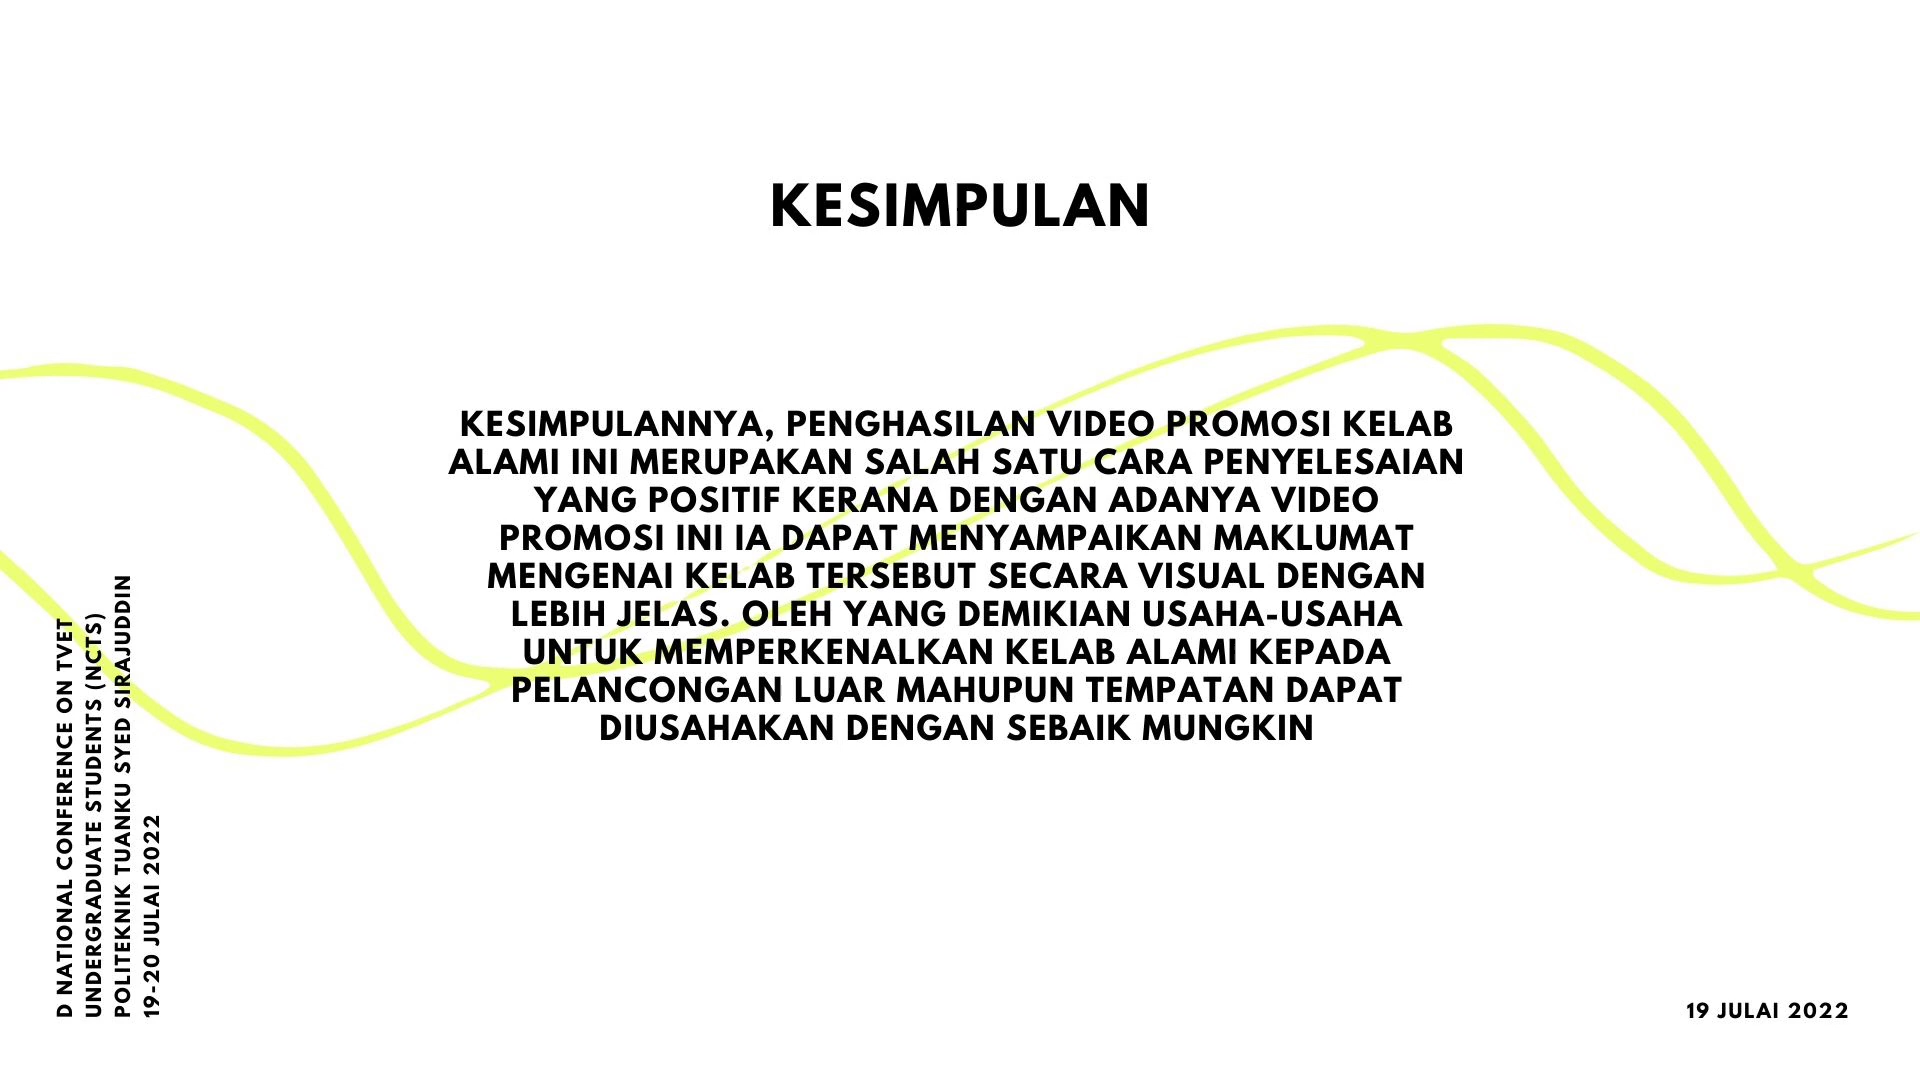 KESIMPULAN
KESIMPULANNYA, PENGHASILAN VIDEO PROMOSI KELAB
ALAMI INI MERUPAKAN SALAH SATU CARA PENYELESAIAN
YANG POSITIF KERANA DENGAN ADANYA VIDEO
PROMOSI INI IA DAPAT MENYAMPAIKAN MAKLUMAT
MENGENAI KELAB TERSEBUT SECARA VISUAL DENGAN
LEBIH JELAS. OLEH YANG DEMIKIAN USAHA-USAHA
UNTUK MEMPERKENALKAN KELAB ALAMI KEPADA
PELANCONGAN LUAR MAHUPUN TEMPATAN DAPAT
DIUSAHAKAN DENGAN SEBAIK MUNGKIN
D NATIONAL CONFERENCE ON TVET
UNDERGRADUATE STUDENTS (NCTS)
POLITEKNIK TUANKU SYED SIRAJUDDIN
19-20 JULAI 2022
19 JULAI 2022